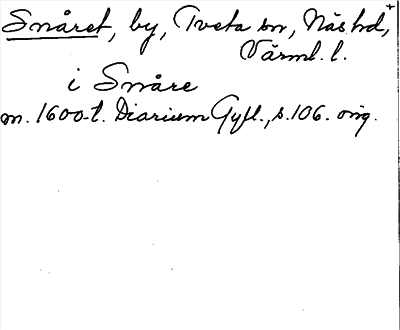 Snåret, by, Tveta sn, Näs hd,
Värml. l.
i Snåre
m. 1600-t. Diarium Gyll., s. 106. orig.